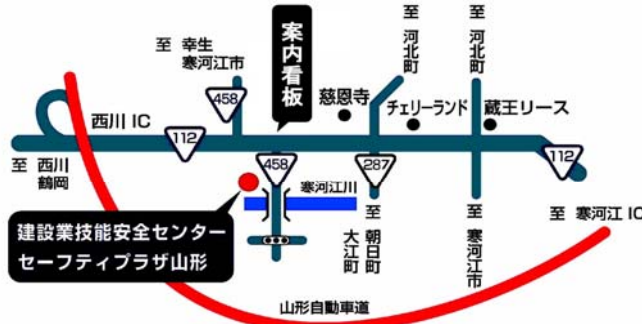 至 幸生
寒河江市
案内看板
至 河北町
至 河北町
458
慈恩寺
チェリーランド
蔵王リース
西川 IC
112
至 西川
鶴岡
458
287
112
寒河江川
至 寒河江 IC
建設業技能安全センター
セーフティプラザ山形
至 朝日町
大江町
至 寒河江市
山形自動車道